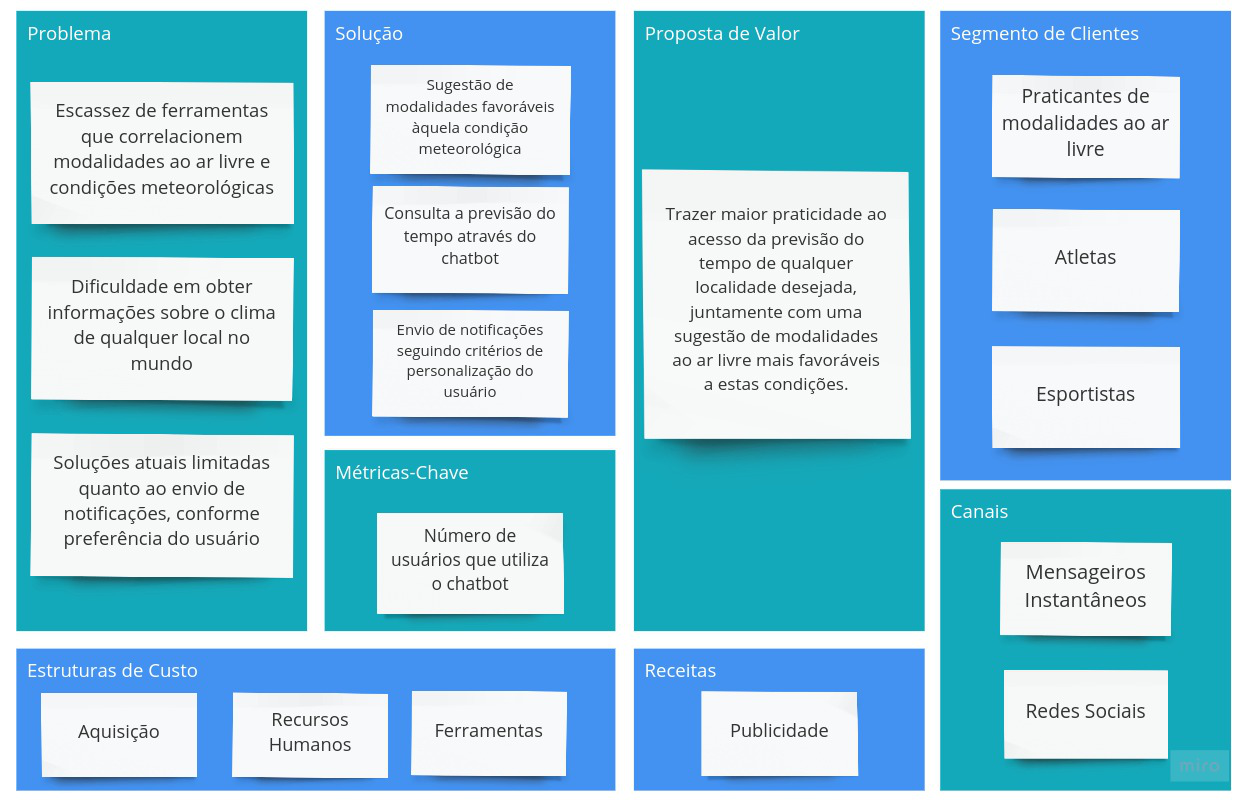 Problema
Escassez de ferramentas
que correlacionem
modalidades ao ar livre e
condições meteorológicas
Dificuldade em obter
informações sobre o clima
de qualquer local no
mundo
Soluções atuais limitadas
quanto ao envio de
notificações, conforme
preferência do usuário
Solução
Sugestão de
modalidades favoráveis
àquela condição
meteorológica
Consulta a previsão do
tempo através do
chatbot
Envio de notificações
seguindo critérios de
personalização do
usuário
Métricas-Chave
Número de
usuários que utiliza
o chatbot
Proposta de Valor
Trazer maior praticidade ao
acesso da previsão do
tempo de qualquer
localidade desejada,
juntamente com uma
sugestão de modalidades
ao ar livre mais favoráveis
a estas condições.
Segmento de Clientes
Praticantes de
modalidades ao ar
livre
Atletas
Esportistas
Canais
Mensageiros
Instantâneos
Redes Sociais
Estruturas de Custo
Aquisição
Recursos
Humanos
Ferramentas
Receitas
Publicidade
miro